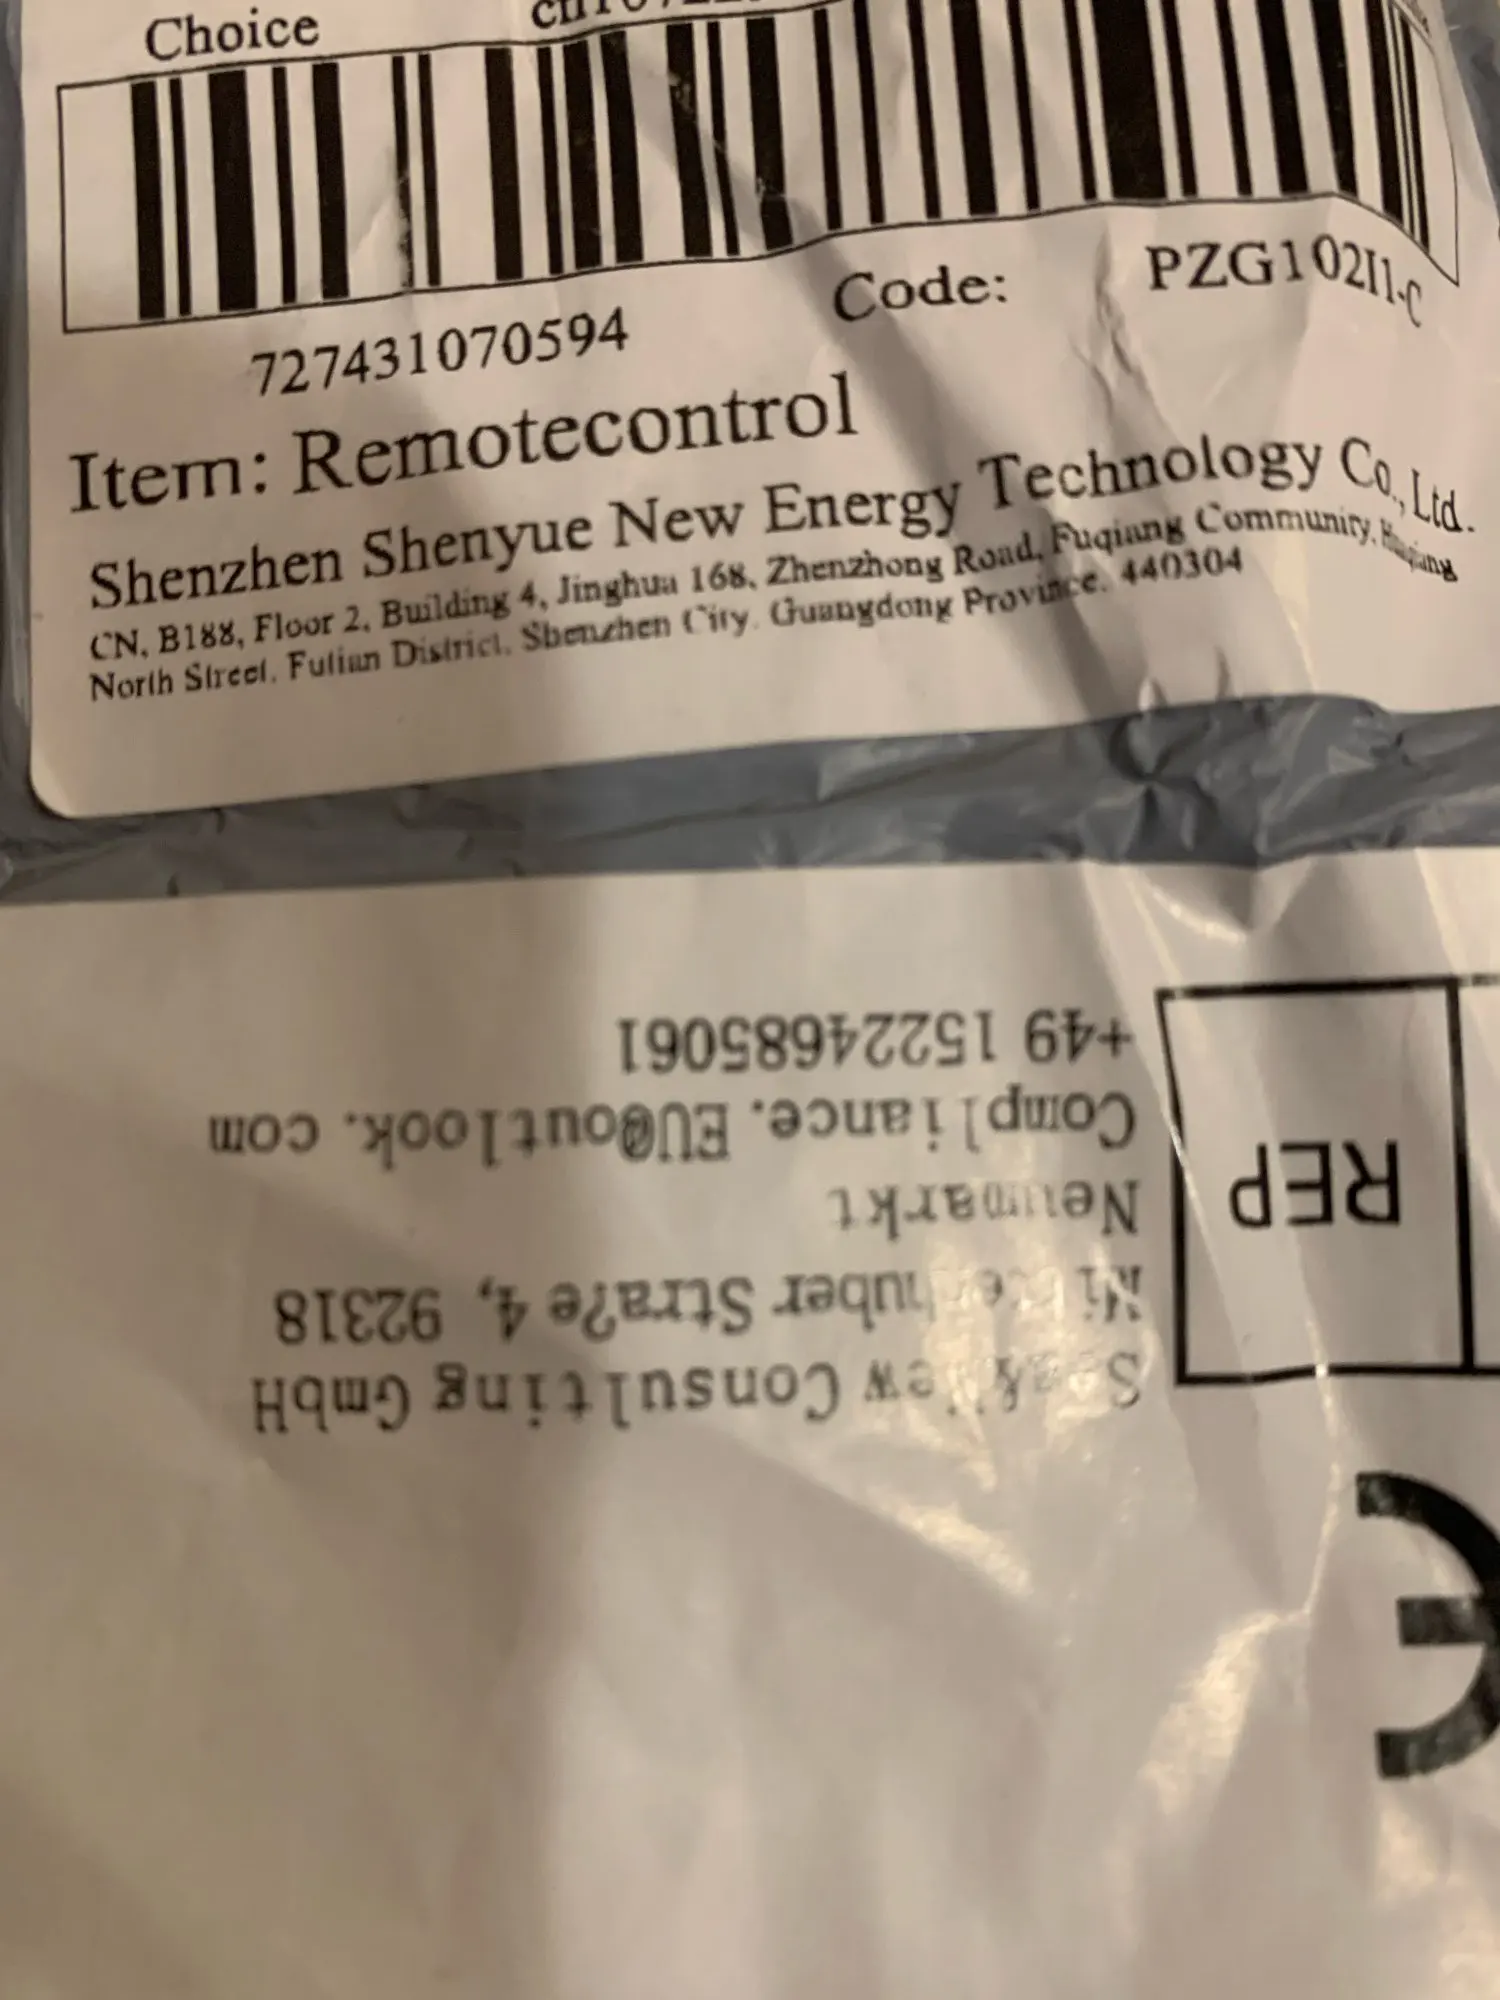 Choice
727431070594
Code: PZG102I1-C
Item: Remotecontrol
Shenzhen Shenyue New Energy Technology Co., Ltd.
CN, B188, Floor 2, Building 4, Jinghua 168, Zhenzhong Road, Fuqiang Community,
North Street, Futian District, Shenzhen City, Guangdong Province, 440304
Consulting GmbH
Stra?e 4, 92318
Neumarkt
Compliance. EU@outlook. com
+49 15224685061
REP
CE